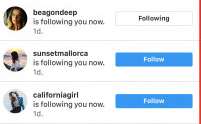 beagondeep
is following you now.
Following
1d.
sunsetmallorca
is following you now.
Follow
1d.
californiagirl
is following you now.
Follow
1d.